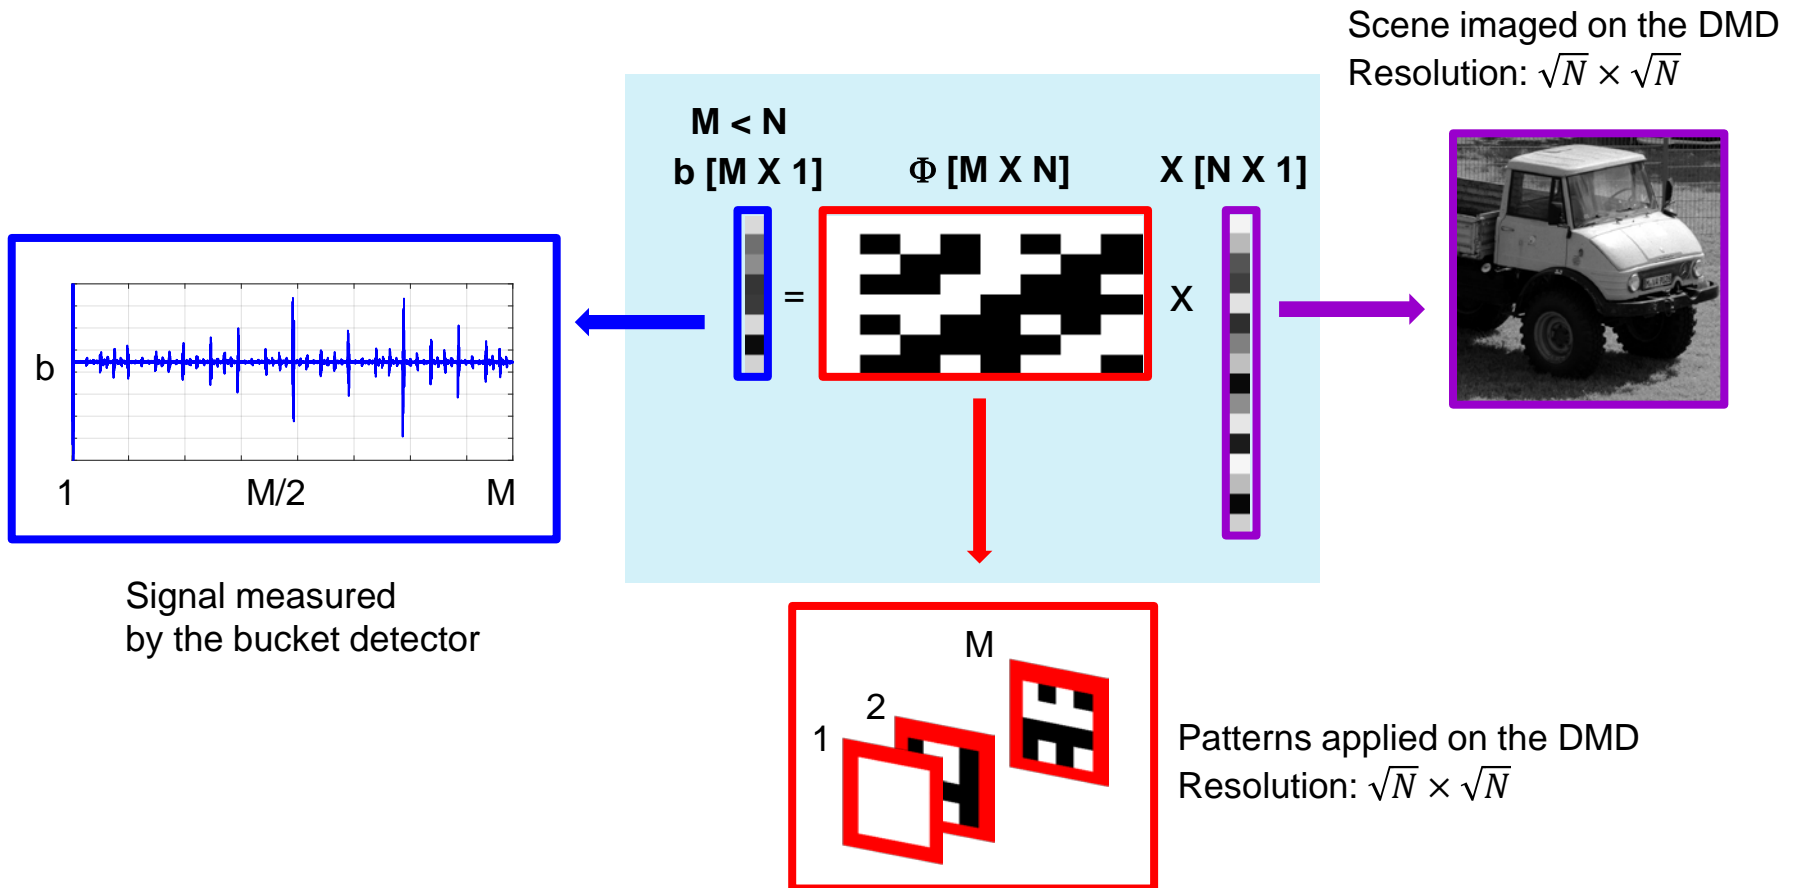 Scene imaged on the DMD
Resolution: √N × √N
M < N
b [M X 1]
Φ [M X N]
X [N X 1]
=
X
b
1
M/2
M
Signal measured
by the bucket detector
M
2
1
Patterns applied on the DMD
Resolution: √N × √N